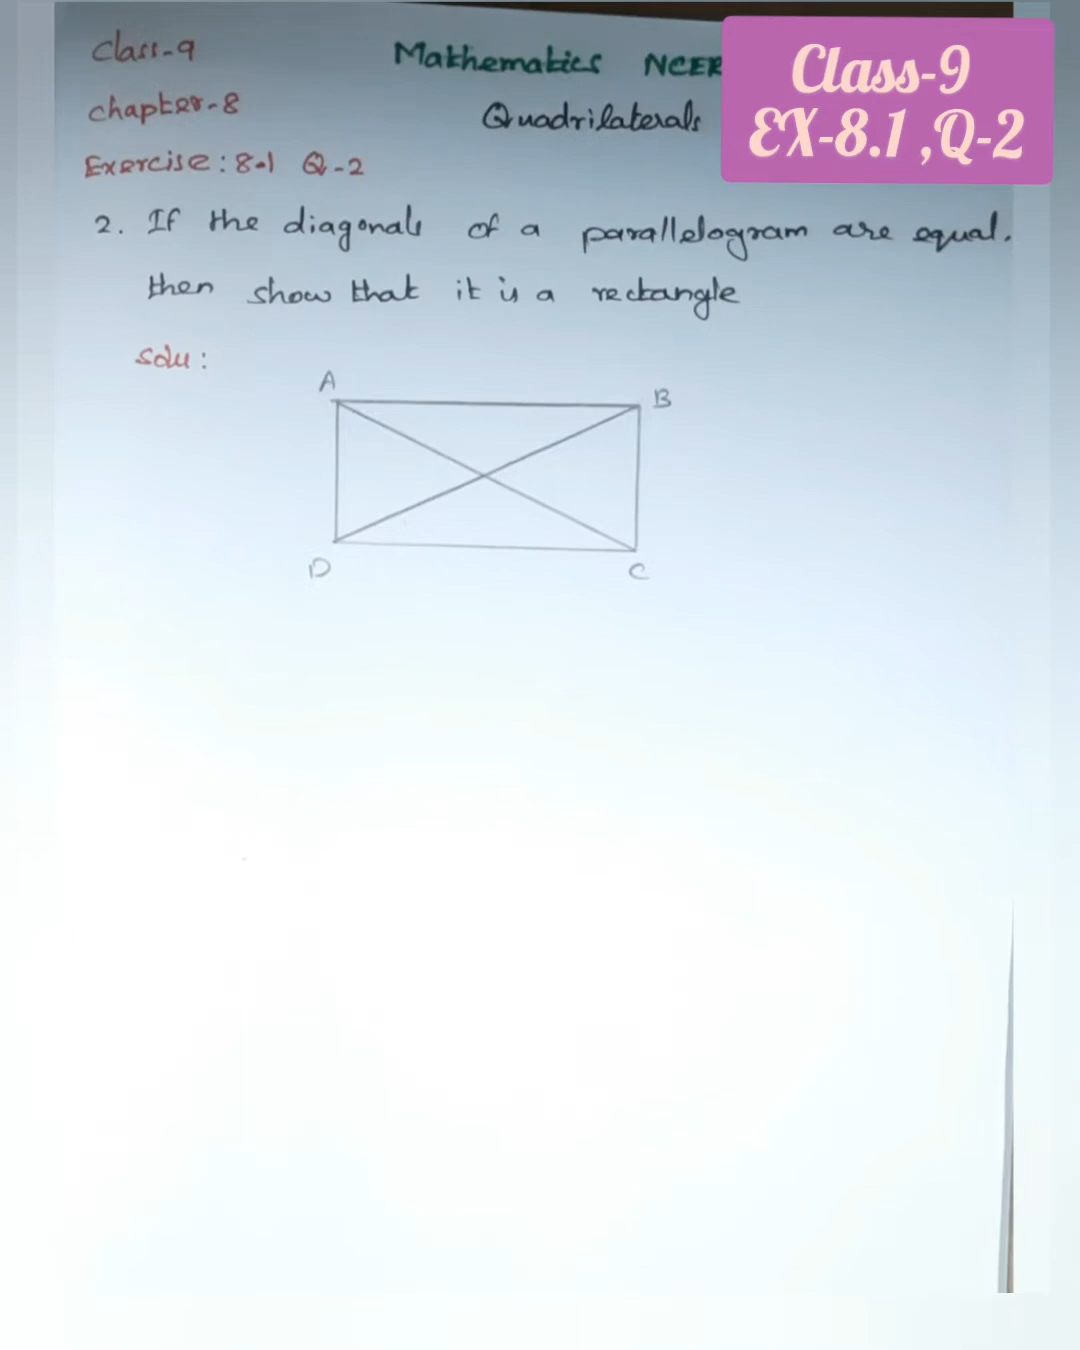 Class-9
Mathematics NCER
Class-9
EX-8.1 ,Q-2
Chapter-8
Quadrilaterals
Exercise: 8.1 Q-2
2. If the diagonals of a parallelogram are equal.
then show that it is a rectangle
Solu:
A
B
D
C